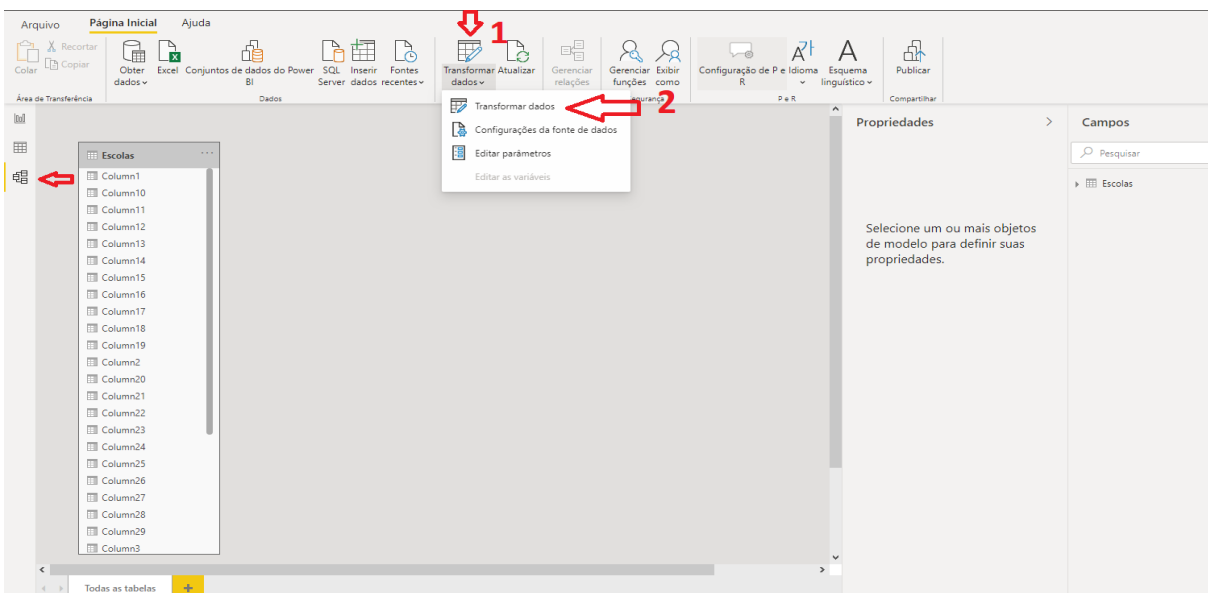 Arquivo Página Inicial Ajuda
1
Colar
Recortar
Copiar
Obter dados
Excel
Conjuntos de dados do Power BI
SQL Server
Inserir dados
Fontes recentes
Transformar dados
Atualizar
Gerenciar relações
Gerenciar funções
Exibir como
Configuração de P e R
Idioma
Esquema linguístico
Publicar
Área de Transferência
Dados
P e R
Compartilhar
2
Transformar dados
Configurações da fonte de dados
Editar parâmetros
Editar as variáveis
Escolas
Column1
Column10
Column11
Column12
Column13
Column14
Column15
Column16
Column17
Column18
Column19
Column2
Column20
Column21
Column22
Column23
Column24
Column25
Column26
Column27
Column28
Column29
Column3
Propriedades
Selecione um ou mais objetos
de modelo para definir suas
propriedades.
Campos
Pesquisar
Escolas
Todas as tabelas
+